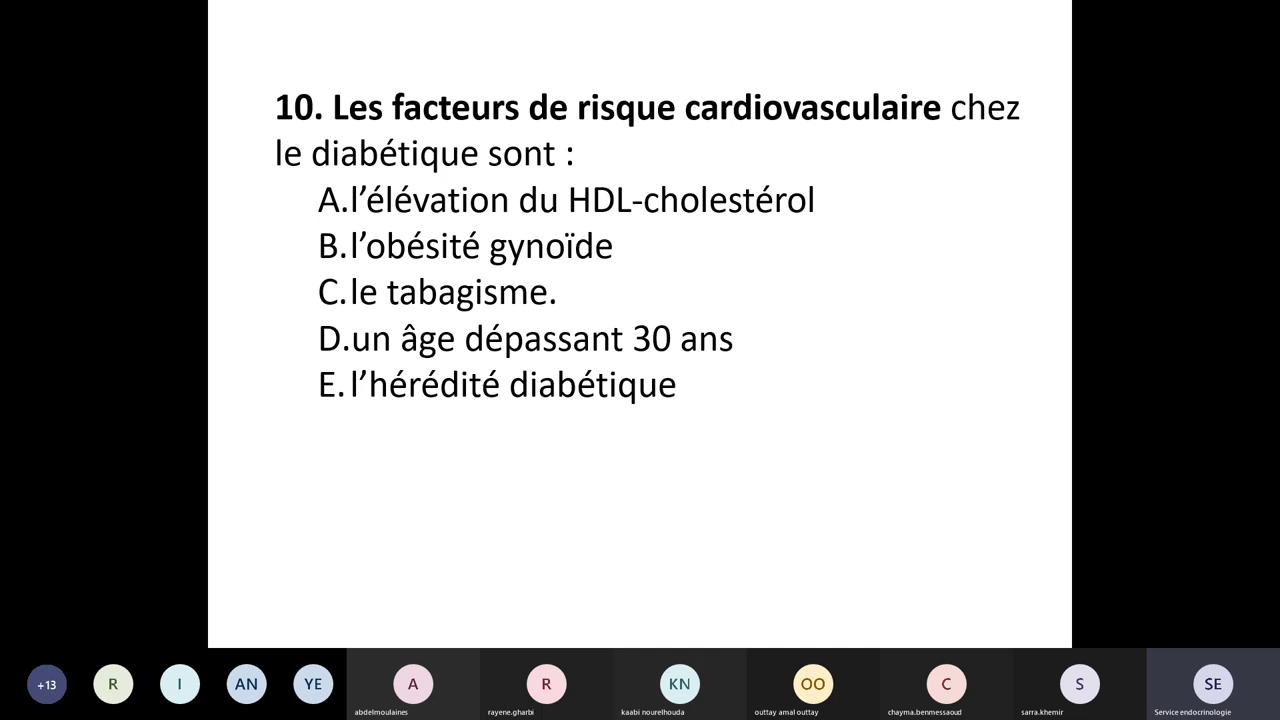 10. Les facteurs de risque cardiovasculaire chez
le diabétique sont :
A.l’élévation du HDL-cholestérol
B.l’obésité gynoïde
C.le tabagisme.
D.un âge dépassant 30 ans
E.l’hérédité diabétique
+13 R I AN YE A R KN OO C S SE
abdelmoulaines rayene.gharbi kaabi nourelhouda outtay amal outtay chayma.benmessaoud sarra.khemir Service endocrinologie